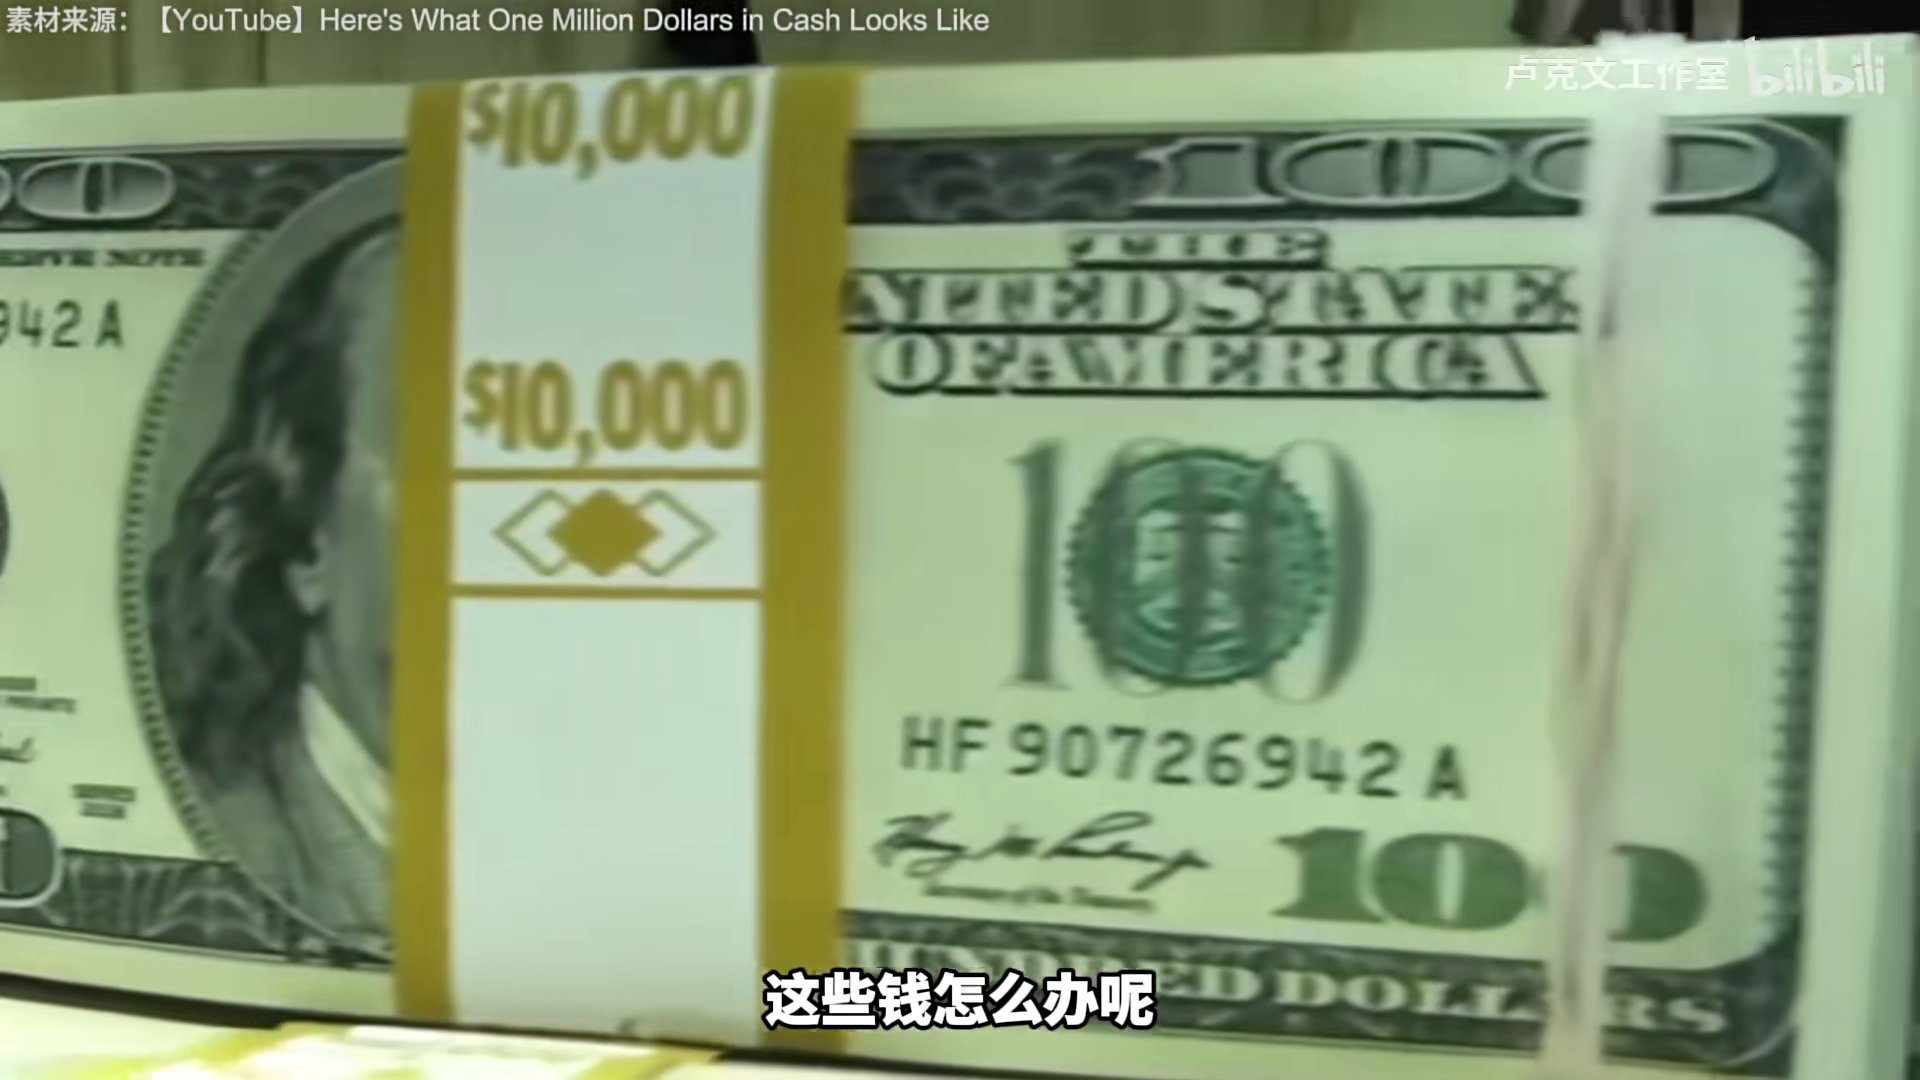 素材来源：【YouTube】Here's What One Million Dollars in Cash Looks Like
卢克文工作室 bilibili
$10,000
100
THE
UNITED STATES
OF AMERICA
942 A
$10,000
100
HF 90726942 A
100
HUNDRED DOLLARS
这些钱怎么办呢